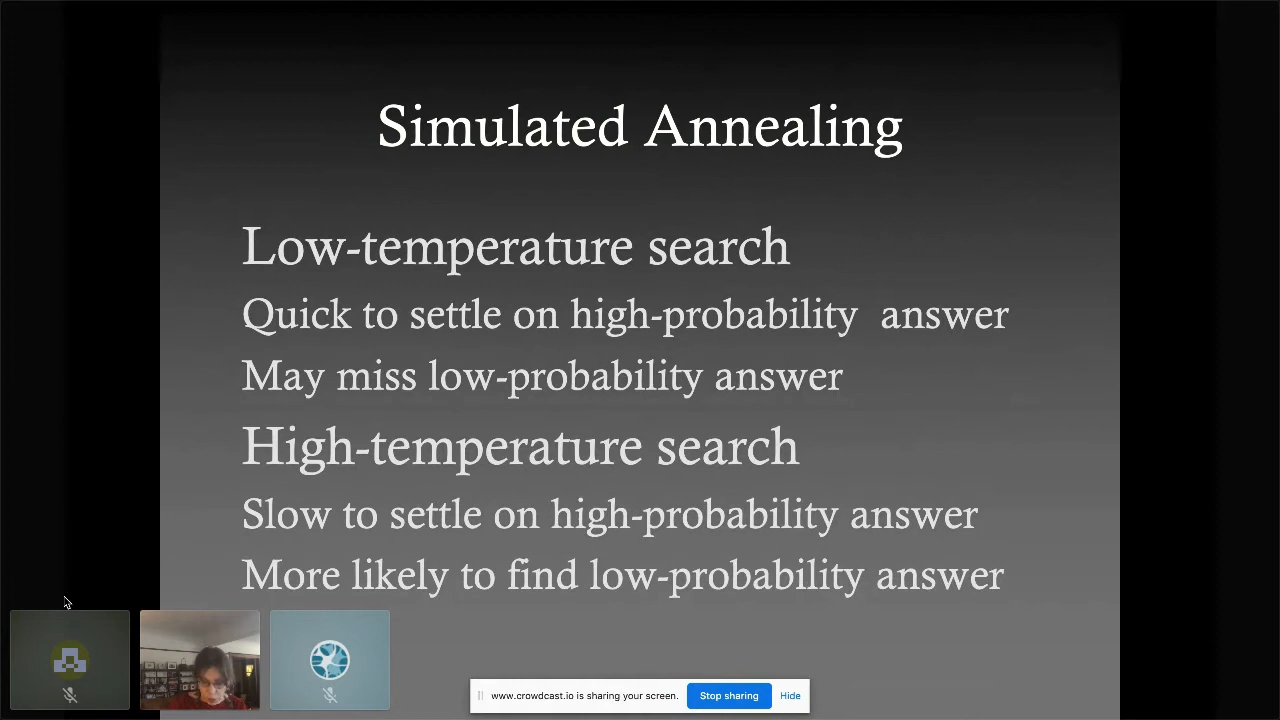 Simulated Annealing
Low-temperature search
Quick to settle on high-probability answer
May miss low-probability answer
High-temperature search
Slow to settle on high-probability answer
More likely to find low-probability answer
www.crowdcast.io is sharing your screen. Stop sharing Hide